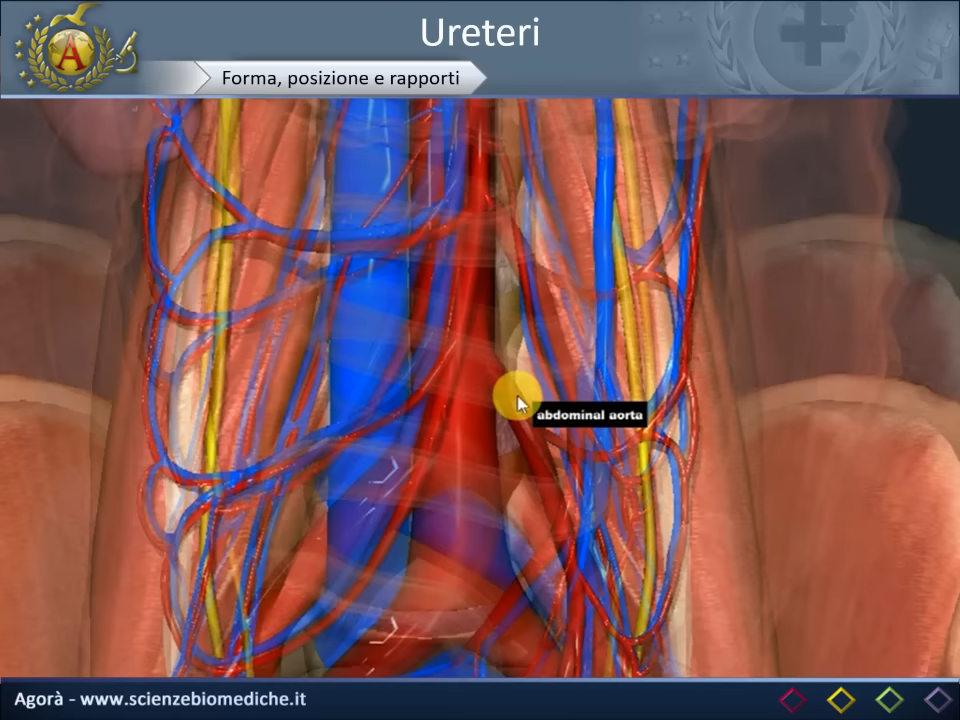 Ureteri
A
Forma, posizione e rapporti
abdominal aorta
Agorà - www.scienzebiomediche.it